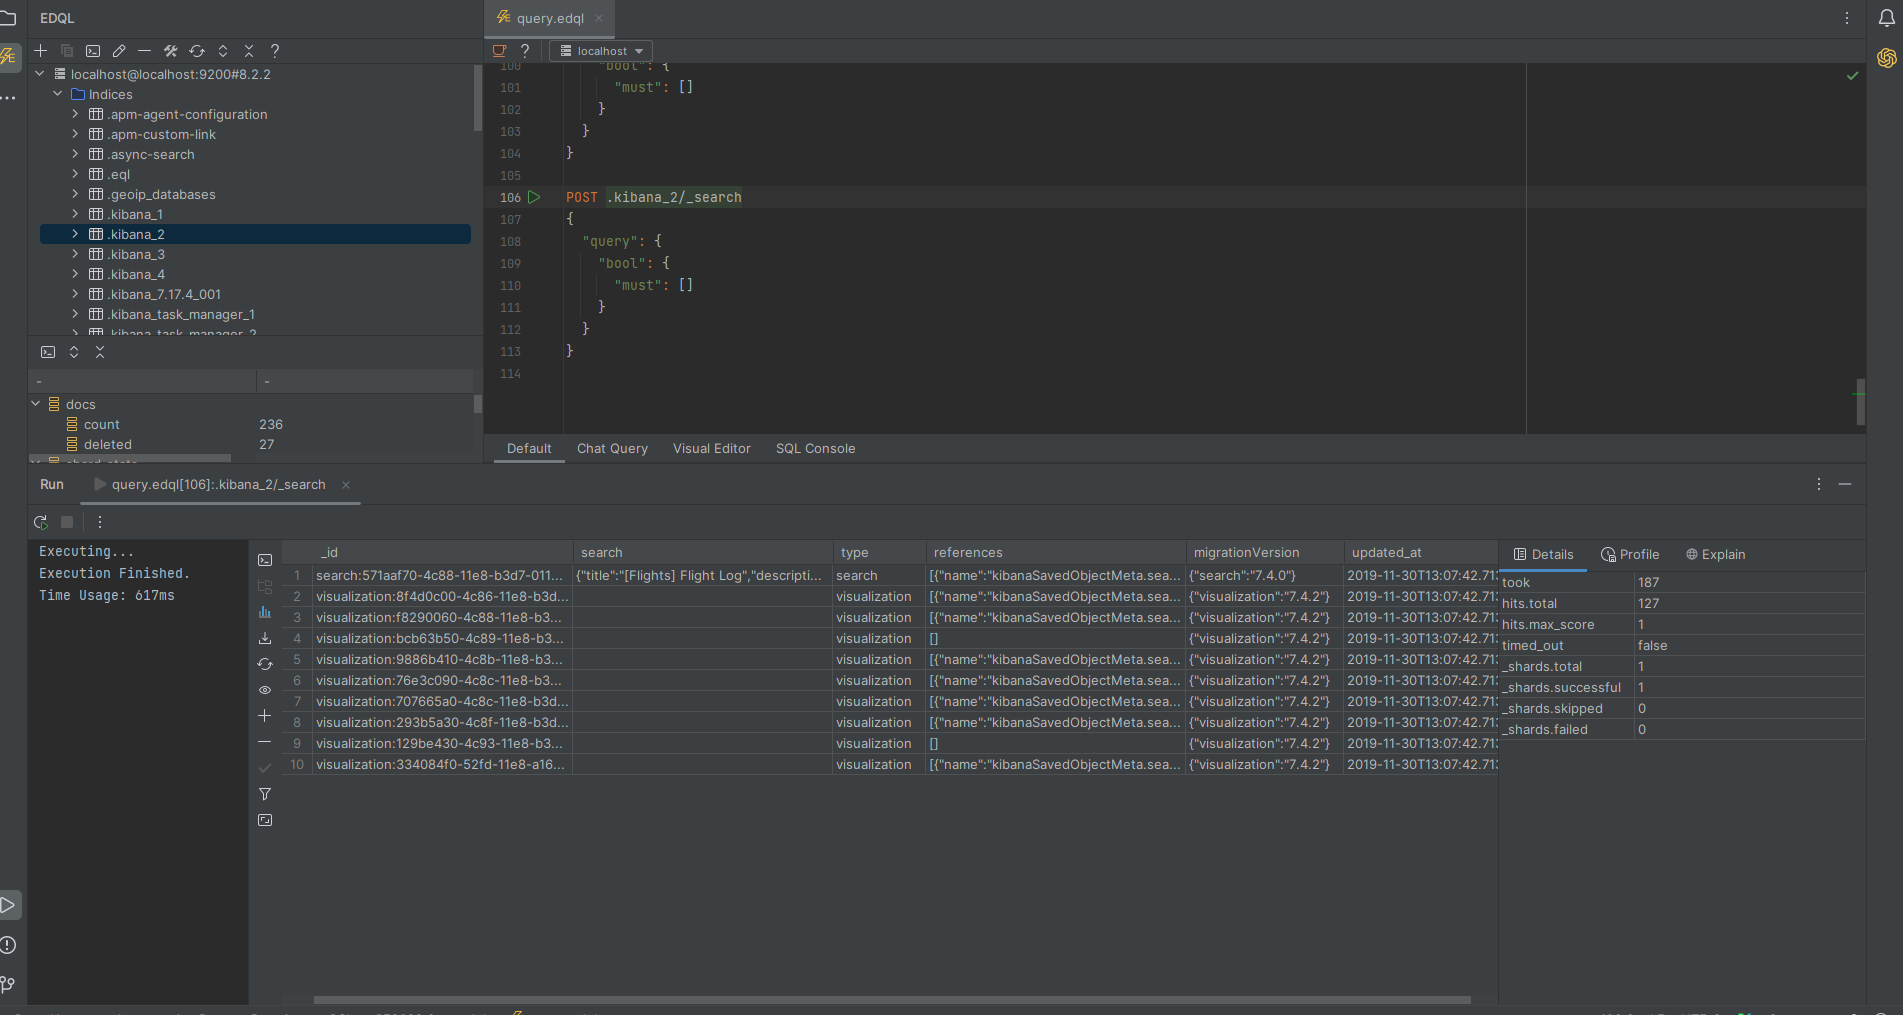 EDQL
query.edql
localhost
localhost@localhost:9200#8.2.2
Indices
.apm-agent-configuration
.apm-custom-link
.async-search
.eql
.geoip_databases
.kibana_1
.kibana_2
.kibana_3
.kibana_4
.kibana_7.17.4_001
.kibana_task_manager_1
.kibana_task_manager_2
- -
docs
count 236
deleted 27
100 "bool": {
101 "must": []
102 }
103 }
104 }
105
106 POST .kibana_2/_search
107 {
108 "query": {
109 "bool": {
110 "must": []
111 }
112 }
113 }
114
Default Chat Query Visual Editor SQL Console
Run query.edql[106]:.kibana_2/_search
Executing...
Execution Finished.
Time Usage: 617ms
_id search type references migrationVersion updated_at
1 search:571aaf70-4c88-11e8-b3d7-011... {"title":"[Flights] Flight Log","descripti... search [{"name":"kibanaSavedObjectMeta.sea... {"search":"7.4.0"} 2019-11-30T13:07:42.713
2 visualization:8f4d0c00-4c86-11e8-b3d... visualization [{"name":"kibanaSavedObjectMeta.sea... {"visualization":"7.4.2"} 2019-11-30T13:07:42.713
3 visualization:f8290060-4c88-11e8-b3... visualization [{"name":"kibanaSavedObjectMeta.sea... {"visualization":"7.4.2"} 2019-11-30T13:07:42.713
4 visualization:bcb63b50-4c89-11e8-b3... visualization [] {"visualization":"7.4.2"} 2019-11-30T13:07:42.713
5 visualization:9886b410-4c8b-11e8-b3... visualization [{"name":"kibanaSavedObjectMeta.sea... {"visualization":"7.4.2"} 2019-11-30T13:07:42.713
6 visualization:76e3c090-4c8c-11e8-b3... visualization [{"name":"kibanaSavedObjectMeta.sea... {"visualization":"7.4.2"} 2019-11-30T13:07:42.713
7 visualization:707665a0-4c8c-11e8-b3d... visualization [{"name":"kibanaSavedObjectMeta.sea... {"visualization":"7.4.2"} 2019-11-30T13:07:42.713
8 visualization:293b5a30-4c8f-11e8-b3d... visualization [{"name":"kibanaSavedObjectMeta.sea... {"visualization":"7.4.2"} 2019-11-30T13:07:42.713
9 visualization:129be430-4c93-11e8-b3... visualization [] {"visualization":"7.4.2"} 2019-11-30T13:07:42.713
10 visualization:334084f0-52fd-11e8-a16... visualization [{"name":"kibanaSavedObjectMeta.sea... {"visualization":"7.4.2"} 2019-11-30T13:07:42.713
Details Profile Explain
took 187
hits.total 127
hits.max_score 1
timed_out false
_shards.total 1
_shards.successful 1
_shards.skipped 0
_shards.failed 0